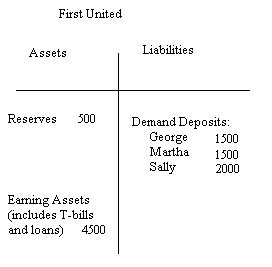 First United
Assets
Liabilities
Reserves 500
Demand Deposits:
George 1500
Martha 1500
Sally 2000
Earning Assets
(includes T-bills
and loans) 4500